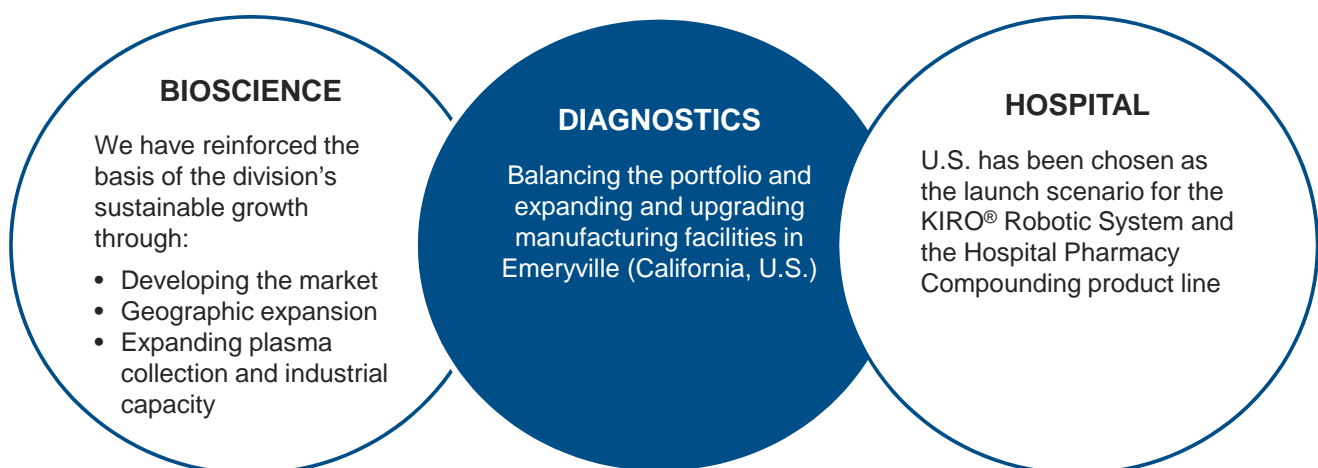 BIOSCIENCE
We have reinforced the
basis of the division's
sustainable growth
through:
• Developing the market
• Geographic expansion
• Expanding plasma
collection and industrial
capacity
DIAGNOSTICS
Balancing the portfolio and
expanding and upgrading
manufacturing facilities in
Emeryville (California, U.S.)
HOSPITAL
U.S. has been chosen as
the launch scenario for the
KIRO® Robotic System and
the Hospital Pharmacy
Compounding product line